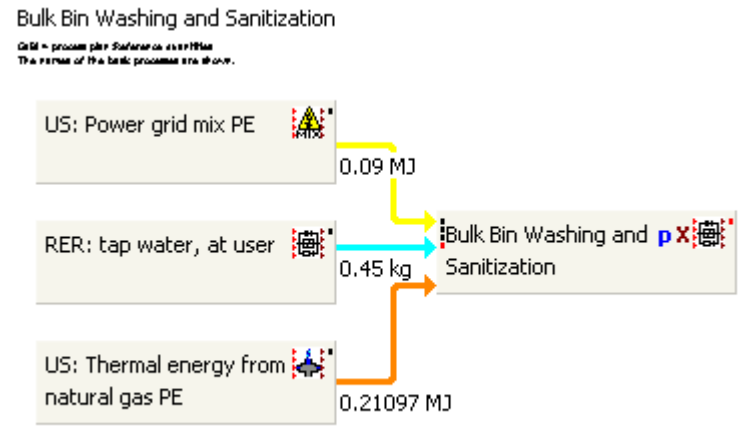 Bulk Bin Washing and Sanitization
The names of the basic processes are shown.
US: Power grid mix PE
MIX
0.09 MJ
RER: tap water, at user
0.45 kg
Bulk Bin Washing and
Sanitization
p X
US: Thermal energy from
natural gas PE
0.21097 MJ